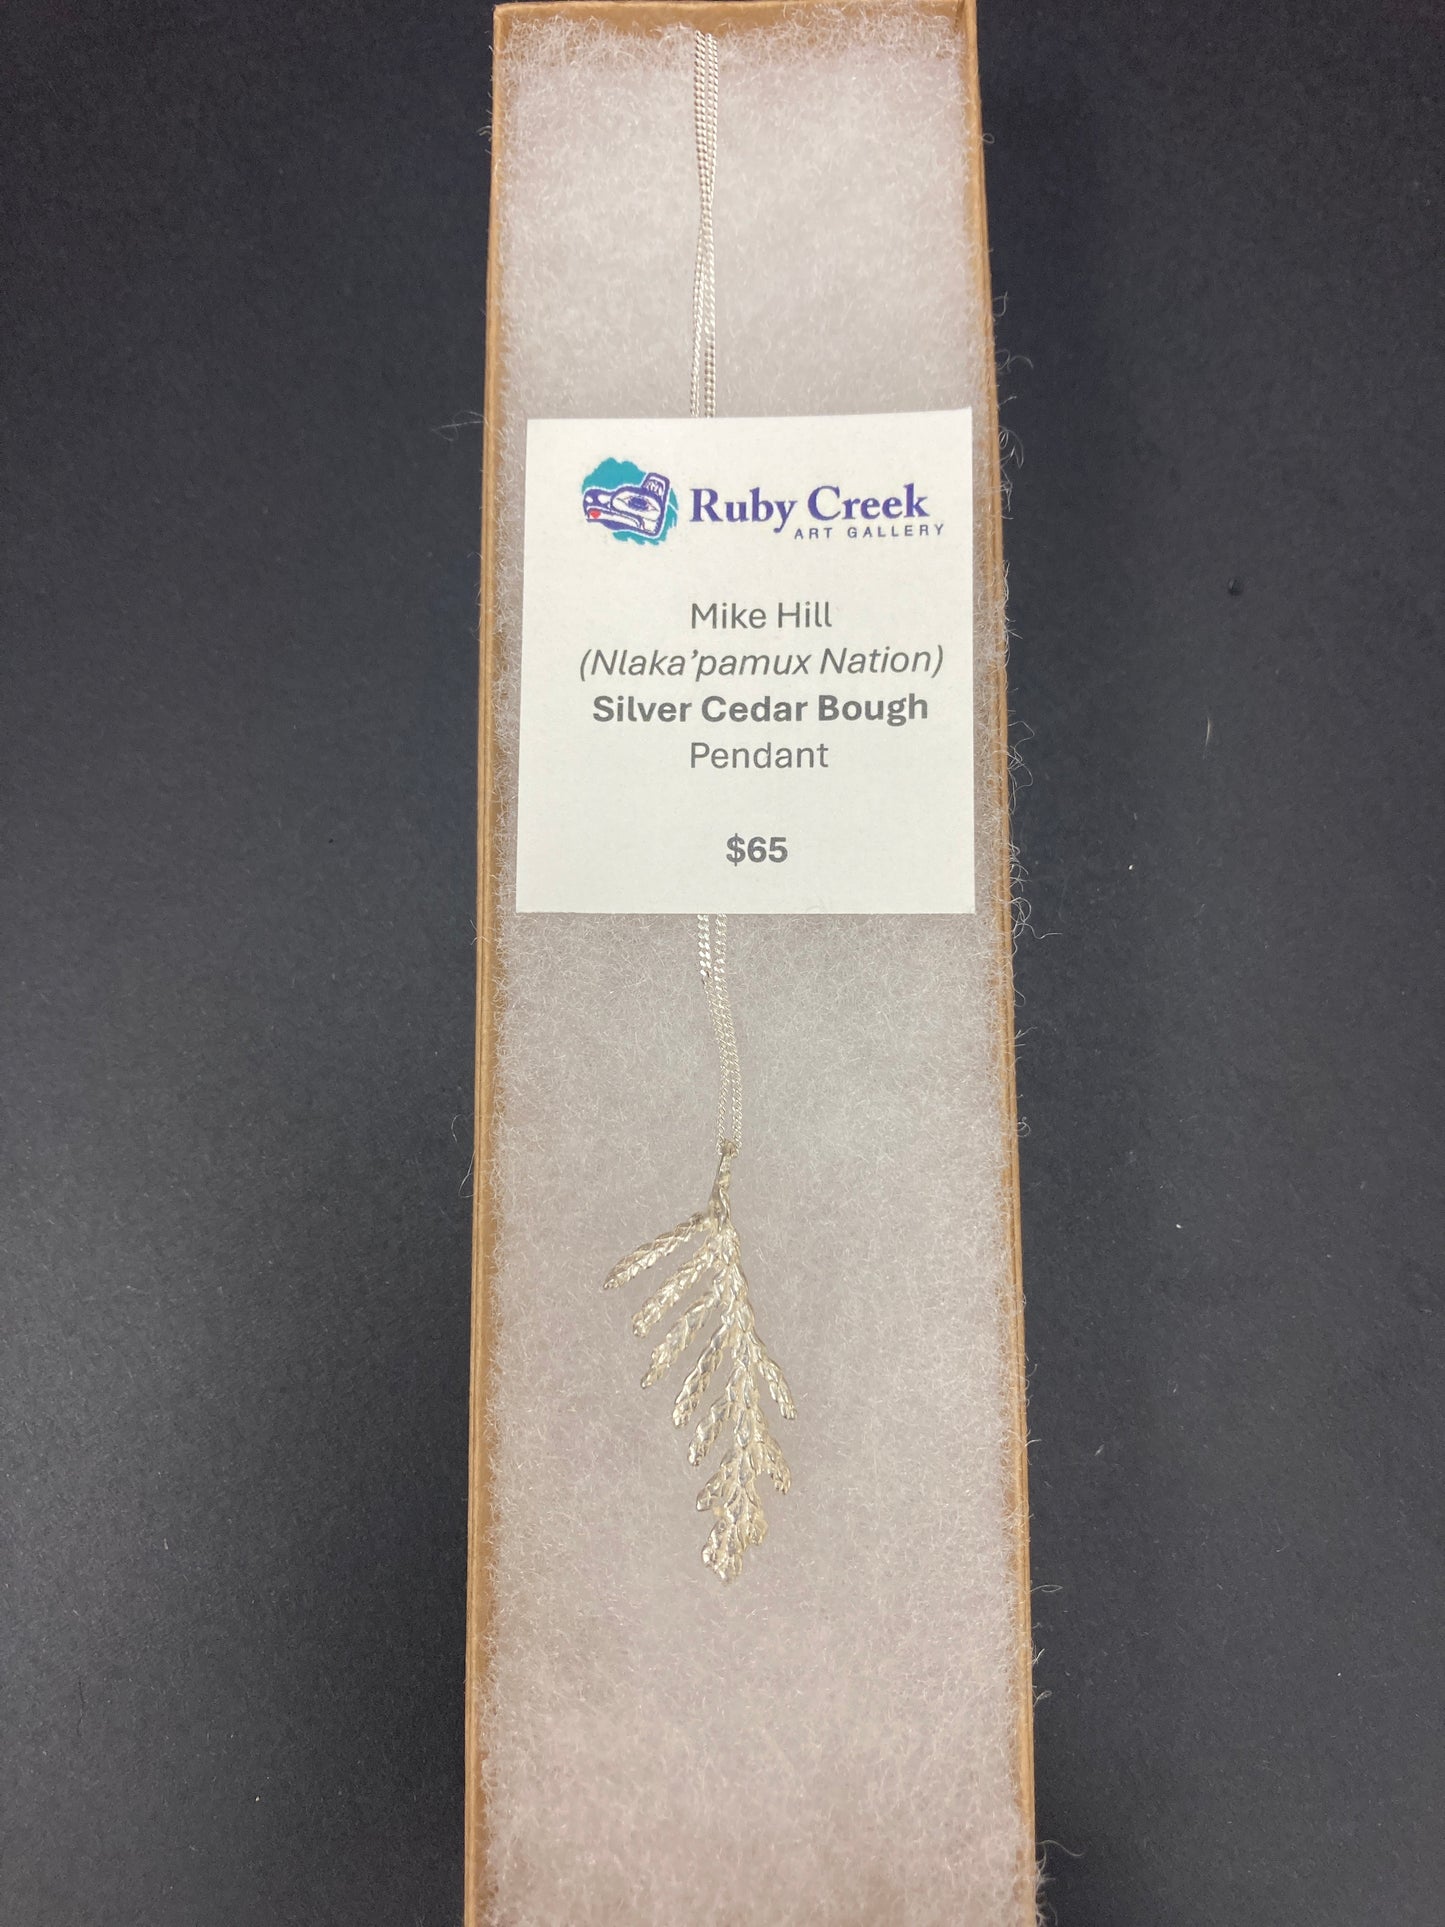 Ruby Creek
ART GALLERY
Mike Hill
(Nlaka’pamux Nation)
Silver Cedar Bough
Pendant
$65